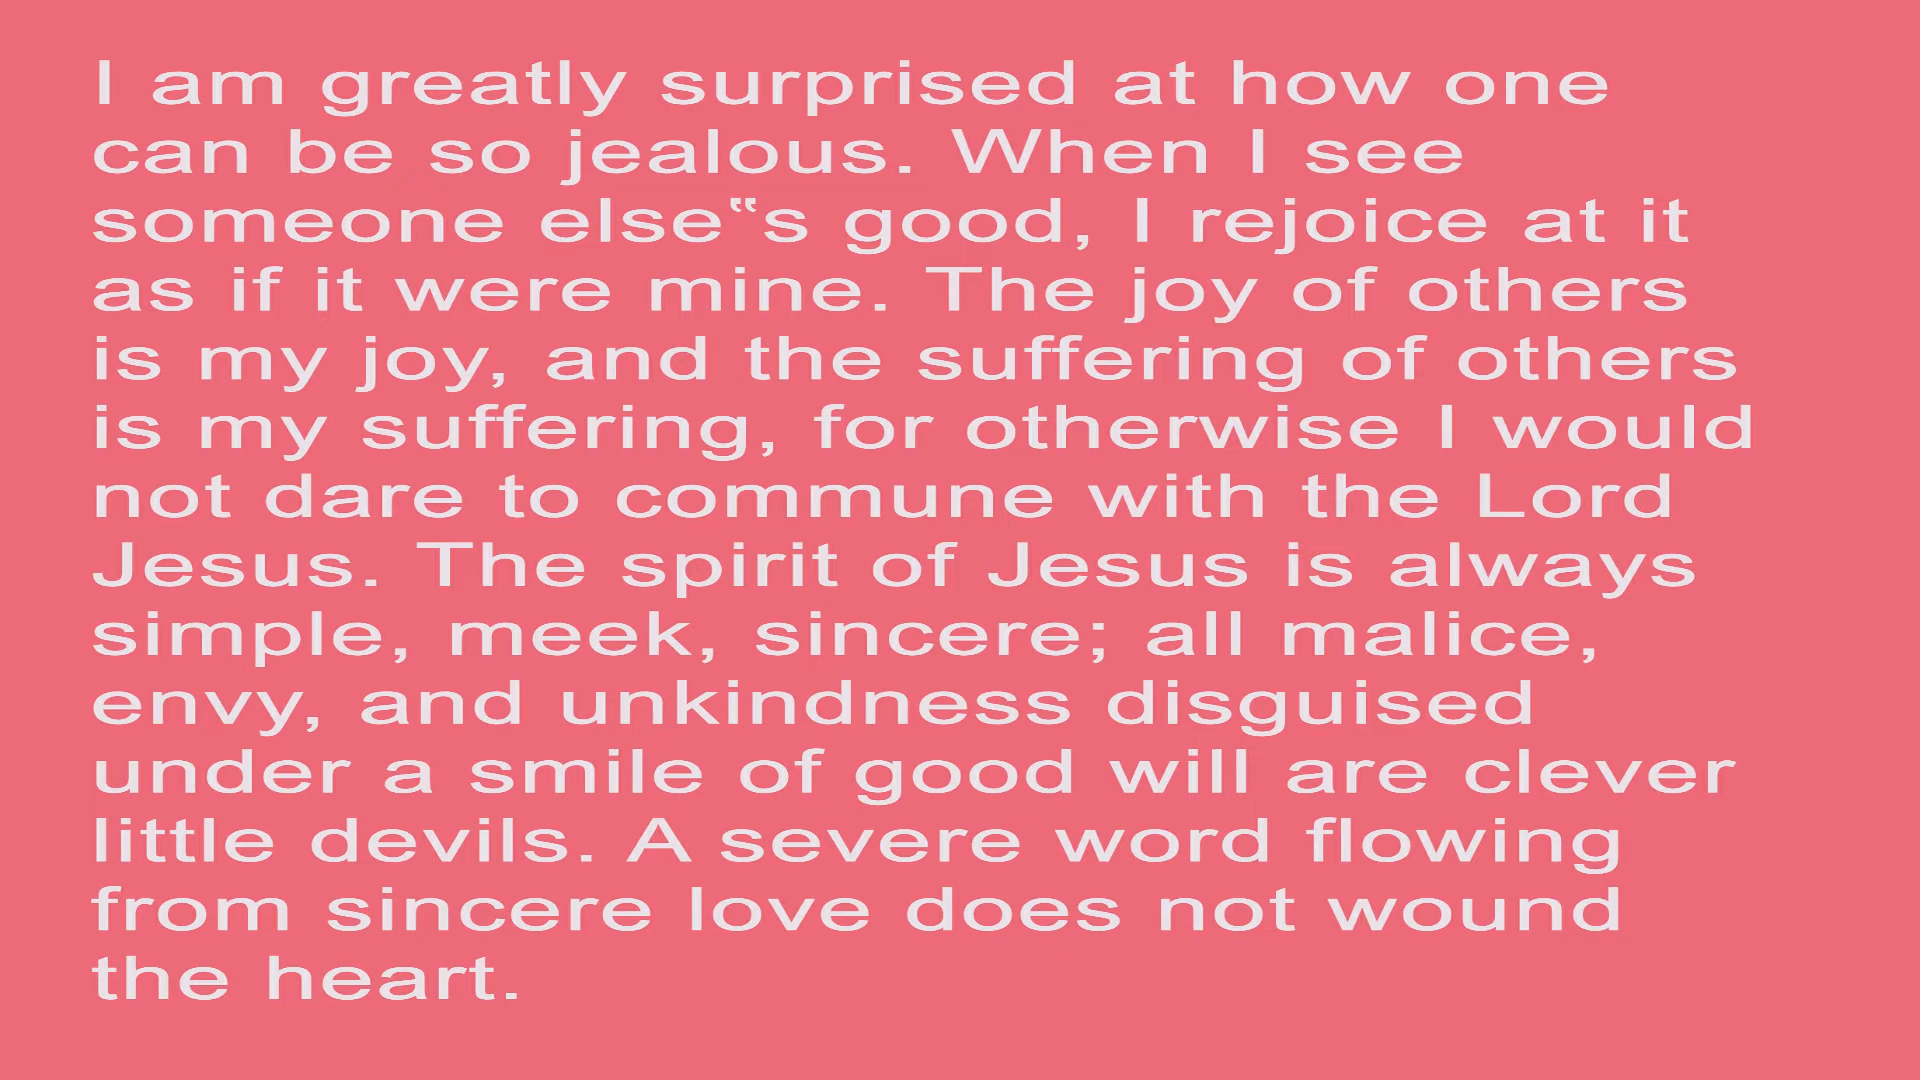 I am greatly surprised at how one
can be so jealous. When I see
someone else‟s good, I rejoice at it
as if it were mine. The joy of others
is my joy, and the suffering of others
is my suffering, for otherwise I would
not dare to commune with the Lord
Jesus. The spirit of Jesus is always
simple, meek, sincere; all malice,
envy, and unkindness disguised
under a smile of good will are clever
little devils. A severe word flowing
from sincere love does not wound
the heart.